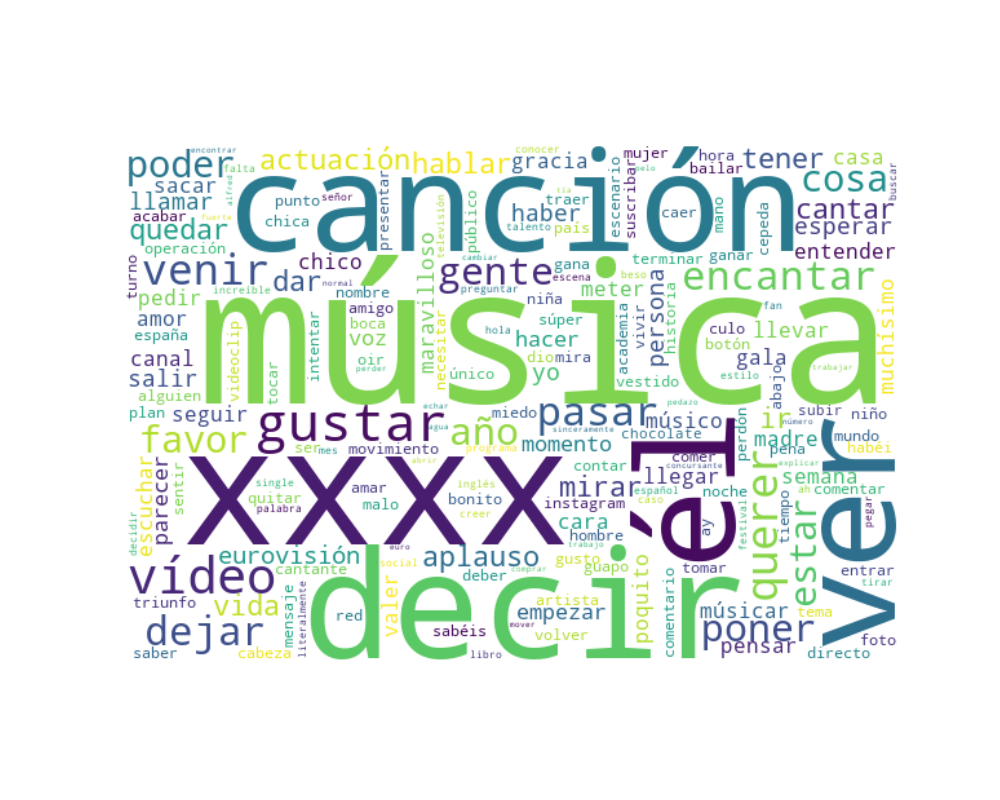 encontrar
conocer
poder
falta
actuación
hablar
gracia
escenario
mujer
hora
tener
casa
canción
alfred
sacar
señor
tía
suscribir
pelo
bailar
cosa
buscar
llamar
punto
presentar
traer
caer
mano
acabar
fuerte
chica
televisión
público
haber
talento
país
cepeda
cantar
quedar
esperar
operación
turno
venir
chico
dar
increíble
normal
maravilloso
cambiar
gente
gana
escena
terminar
ganar
entender
encantar
música
pedir
nombre
necesitar
preguntar
niña
beso
meter
persona
fan
amor
amigo
boca
voz
hola
súper
academia
vivir
historia
culo
llevar
muchísimo
españa
videoclip
intentar
hacer
botón
canal
oir
dio
mira
gala
abajo
trabajar
salir
tocar
perder
único
yo
vestido
estilo
alguien
plan
seguir
gustar
echar
agua
año
miedo
pasar
músico
pedazo
ir
subir
niño
favor
ser
mes
movimiento
programa
momento
sinceramente
chocolate
perdón
número
madre
mundo
ver
escuchar
parecer
sentir
xxxx
abrir
contar
él
comer
concursante
querer
pena
explicar
habéi
single
amar
inglés
mirar
español
llegar
semana
quitar
malo
bonito
instagram
caso
noche
ah
comentar
palabra
creer
cara
ay
festival
tiempo
estar
pegar
decidir
hombre
trabajo
eurovisión
euro
aplauso
gusto
tomar
entrar
vídeo
cantante
social
deber
comprar
guapo
tirar
triunfo
vida
mensaje
literalmente
decir
red
valer
empezar
artista
poquito
comentario
músicar
tema
dejar
sabéis
mover
volver
poner
foto
saber
cabeza
libro
pensar
directo